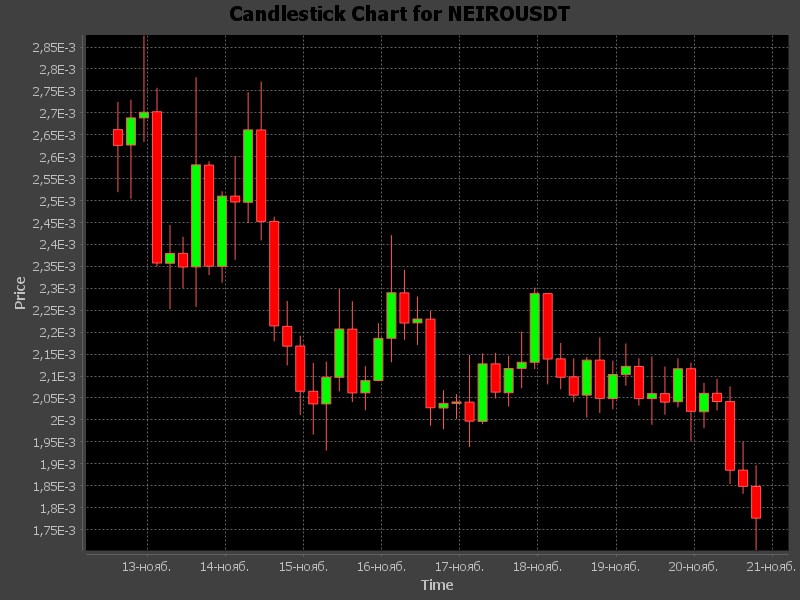 Candlestick Chart for NEIROUSDT
2,85E-3
2,8E-3
2,75E-3
2,7E-3
2,65E-3
2,6E-3
2,55E-3
2,5E-3
2,45E-3
2,4E-3
2,35E-3
2,3E-3
2,25E-3
2,2E-3
2,15E-3
2,1E-3
2,05E-3
2E-3
1,95E-3
1,9E-3
1,85E-3
1,8E-3
1,75E-3
Price
13-нояб. 14-нояб. 15-нояб. 16-нояб. 17-нояб. 18-нояб. 19-нояб. 20-нояб. 21-нояб.
Time